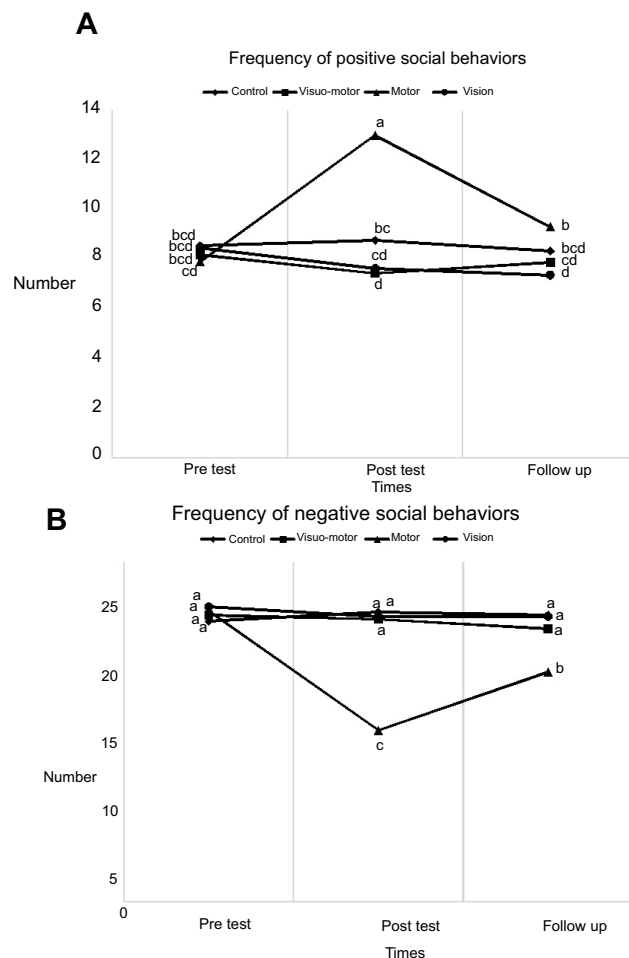 A
Frequency of positive social behaviors
Control Visuo-motor Motor Vision
14
12
10
8
6
4
2
0
Number
bcd
bcd
bcd
cd
a
bc
cd
d
b
bcd
cd
d
Pre test Post test Follow up
Times
B
Frequency of negative social behaviors
Control Visuo-motor Motor Vision
25
20
15
10
5
0
Number
a
a
a
a
a a
a
c
a
a
a
b
Pre test Post test Follow up
Times